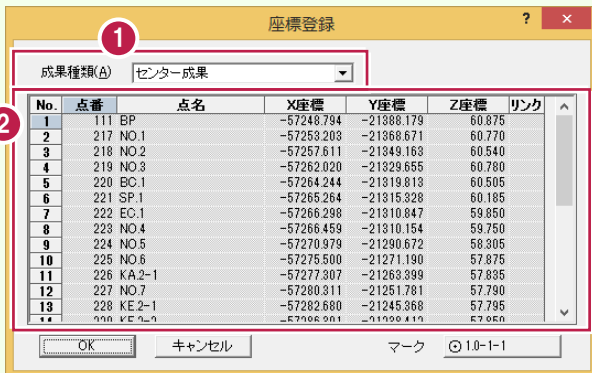 座標登録 ? ×
1
成果種類(A) センター成果
2
No. 点番 点名 X座標 Y座標 Z座標 リンク
1 111 BP -57248.794 -21388.179 60.875
2 217 NO.1 -57253.203 -21368.671 60.770
3 218 NO.2 -57257.611 -21349.163 60.540
4 219 NO.3 -57262.020 -21329.655 60.780
5 220 BC.1 -57264.244 -21319.813 60.505
6 221 SP.1 -57265.264 -21315.328 60.185
7 222 EC.1 -57266.298 -21310.847 59.850
8 223 NO.4 -57266.459 -21310.154 59.750
9 224 NO.5 -57270.979 -21290.672 58.305
10 225 NO.6 -57275.500 -21271.190 57.875
11 226 KA.2-1 -57277.307 -21263.399 57.835
12 227 NO.7 -57280.311 -21251.781 57.790
13 228 KE.2-1 -57282.680 -21245.368 57.795
OK キャンセル マーク 1.0-1-1